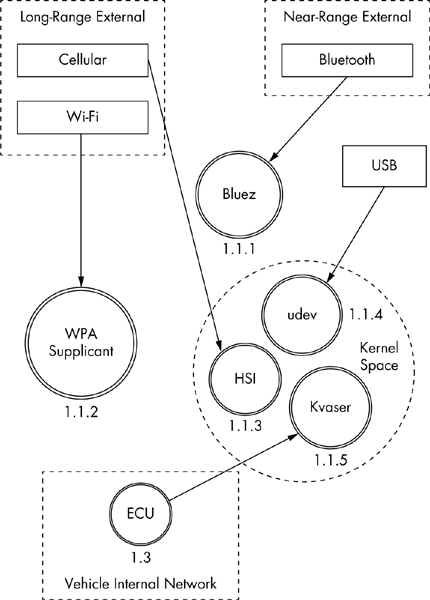 Long-Range External
Cellular
Wi-Fi
Near-Range External
Bluetooth
USB
Bluez
1.1.1
udev
1.1.4
Kernel
Space
WPA
Supplicant
1.1.2
HSI
1.1.3
Kvaser
1.1.5
ECU
1.3
Vehicle Internal Network